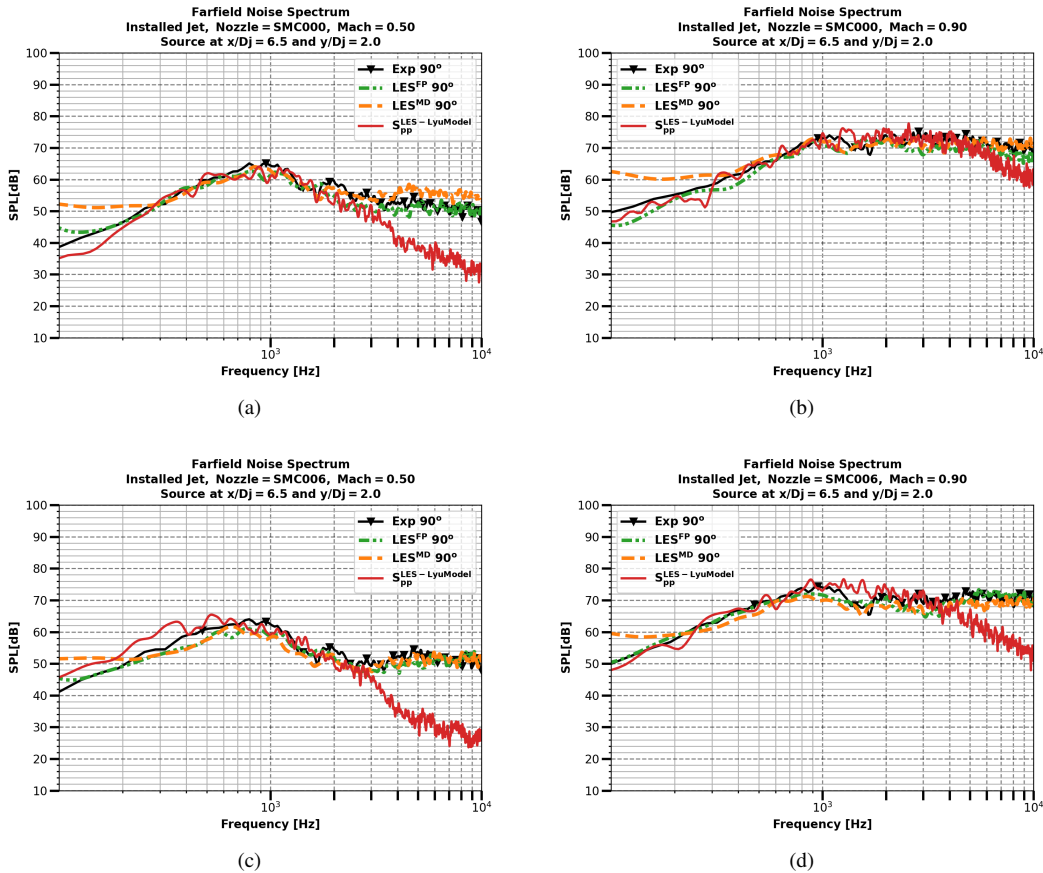 Farfield Noise Spectrum
Installed Jet, Nozzle = SMC000, Mach = 0.50
Source at x/Dj = 6.5 and y/Dj = 2.0
100
90
80
70
60
50
40
30
20
10
SPL[dB]
Exp 90°
LES^FP 90°
LES^MD 90°
S_pp^LES − LyuModel
10^3
10^4
Frequency [Hz]
(a)
Farfield Noise Spectrum
Installed Jet, Nozzle = SMC000, Mach = 0.90
Source at x/Dj = 6.5 and y/Dj = 2.0
100
90
80
70
60
50
40
30
20
10
SPL[dB]
Exp 90°
LES^FP 90°
LES^MD 90°
S_pp^LES − LyuModel
10^3
10^4
Frequency [Hz]
(b)
Farfield Noise Spectrum
Installed Jet, Nozzle = SMC006, Mach = 0.50
Source at x/Dj = 6.5 and y/Dj = 2.0
100
90
80
70
60
50
40
30
20
10
SPL[dB]
Exp 90°
LES^FP 90°
LES^MD 90°
S_pp^LES − LyuModel
10^3
10^4
Frequency [Hz]
(c)
Farfield Noise Spectrum
Installed Jet, Nozzle = SMC006, Mach = 0.90
Source at x/Dj = 6.5 and y/Dj = 2.0
100
90
80
70
60
50
40
30
20
10
SPL[dB]
Exp 90°
LES^FP 90°
LES^MD 90°
S_pp^LES − LyuModel
10^3
10^4
Frequency [Hz]
(d)